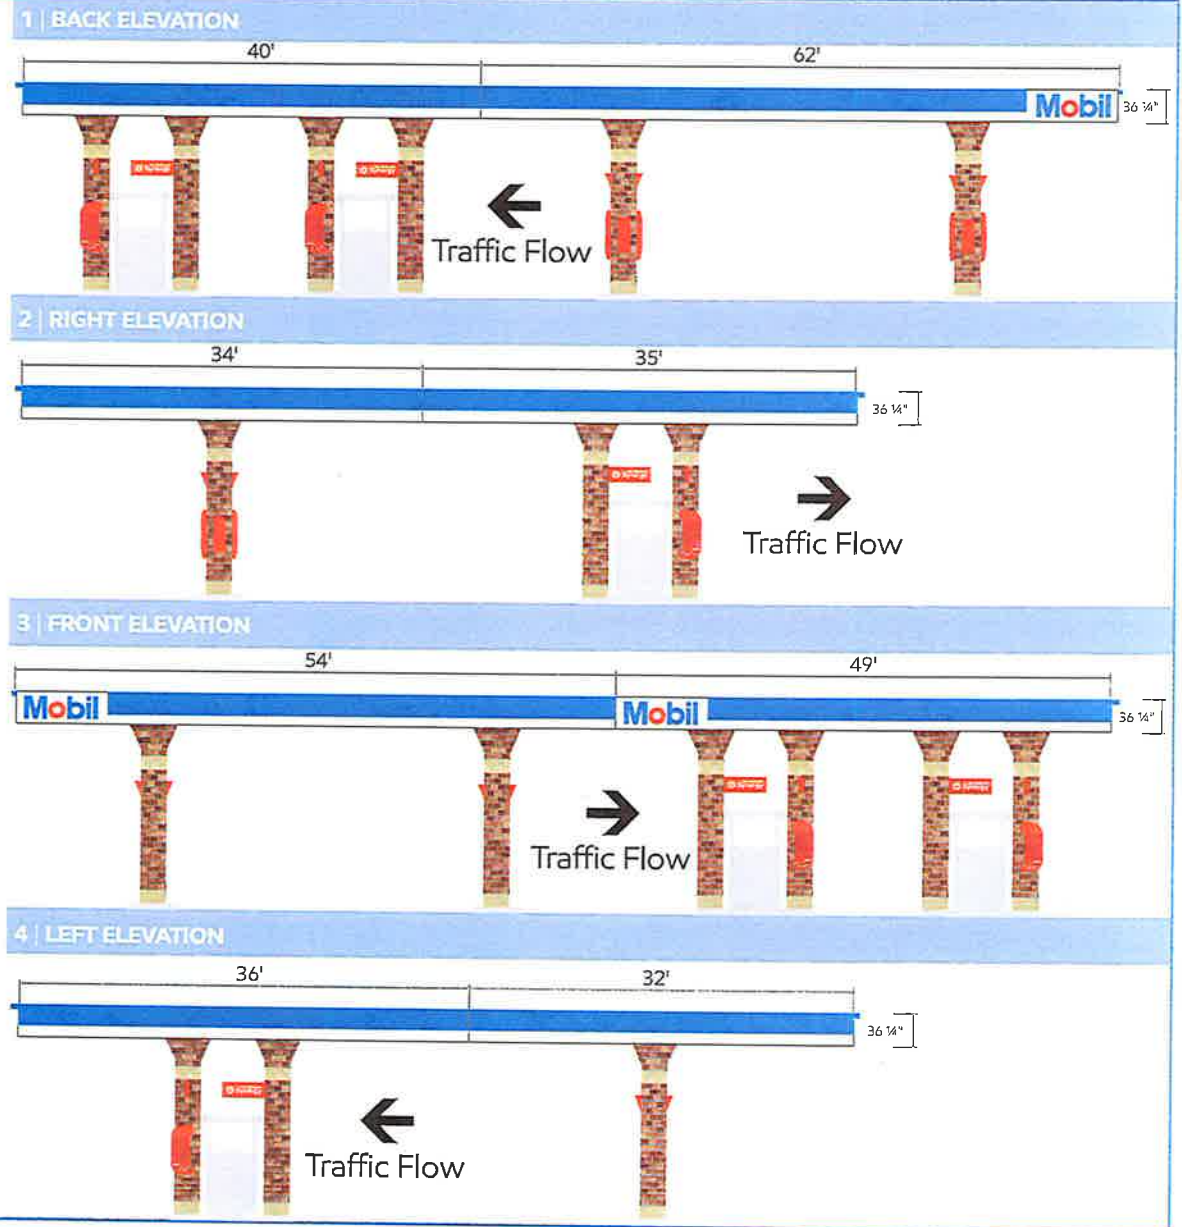 1 | BACK ELEVATION
40' 62'
Mobil 36 ¼"
Traffic Flow
2 | RIGHT ELEVATION
34' 35'
36 ¼"
Traffic Flow
3 | FRONT ELEVATION
54' 49'
Mobil Mobil 36 ¼"
Traffic Flow
4 | LEFT ELEVATION
36' 32'
36 ¼"
Traffic Flow